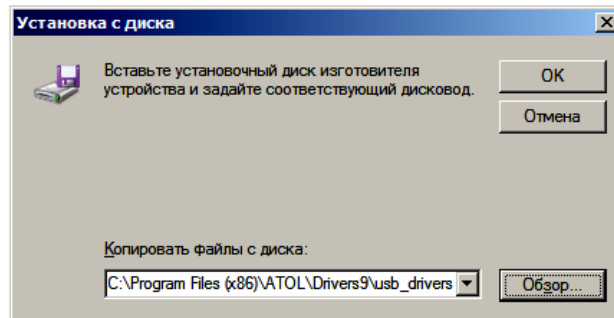 Установка с диска
Вставьте установочный диск изготовителя
устройства и задайте соответствующий дисковод.
OK
Отмена
Копировать файлы с диска:
C:\Program Files (x86)\ATOL\Drivers9\usb_drivers
Обзор...